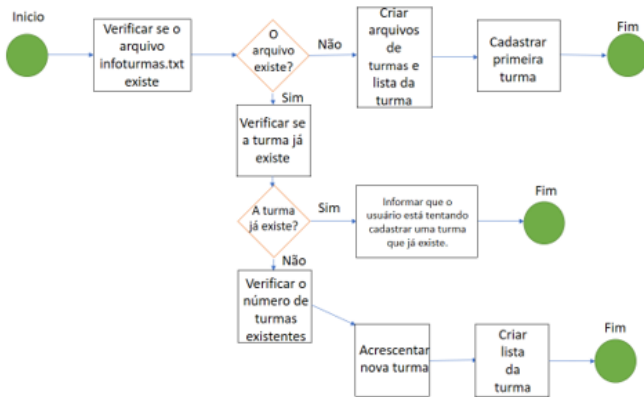 Inicio
Verificar se
o arquivo
infoturmas.txt
existe
O
arquivo
existe?
Não
Criar
arquivos
de
turmas e
lista da
turma
Cadastrar
primeira
turma
Fim
Sim
Verificar se
a turma já
existe
A turma
já existe?
Sim
Informar que o
usuário está tentando
cadastrar uma turma
que já existe.
Fim
Não
Verificar o
número de
turmas
existentes
Acrescentar
nova turma
Criar
lista
da
turma
Fim